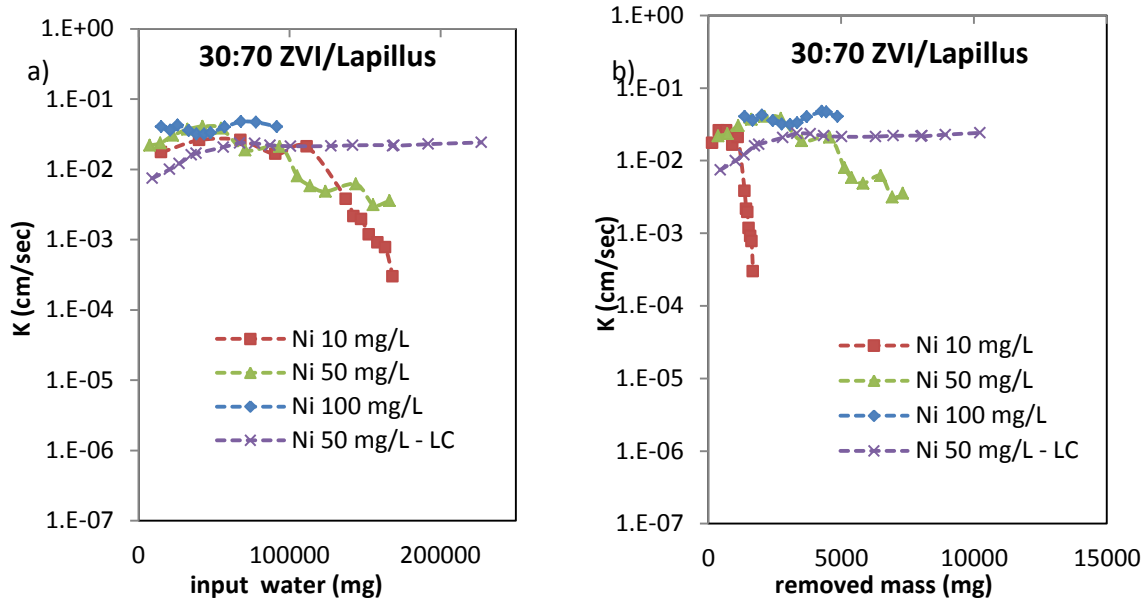 30:70 ZVI/Lapillus
a)
K (cm/sec)
1.E+00
1.E-01
1.E-02
1.E-03
1.E-04
1.E-05
1.E-06
1.E-07
Ni 10 mg/L
Ni 50 mg/L
Ni 100 mg/L
Ni 50 mg/L - LC
0 100000 200000
input water (mg)
30:70 ZVI/Lapillus
b)
K (cm/sec)
1.E+00
1.E-01
1.E-02
1.E-03
1.E-04
1.E-05
1.E-06
1.E-07
Ni 10 mg/L
Ni 50 mg/L
Ni 100 mg/L
Ni 50 mg/L - LC
0 5000 10000 15000
removed mass (mg)